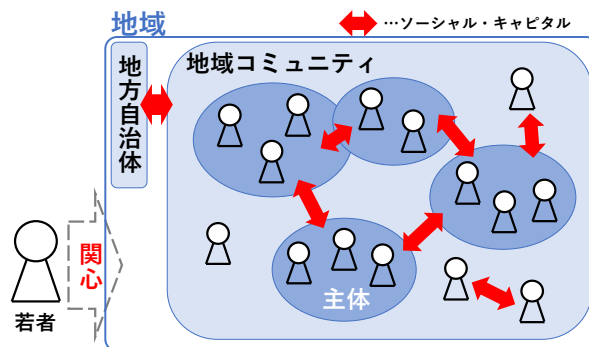 地域
…ソーシャル・キャピタル
地方自治体
地域コミュニティ
関心
主体
若者